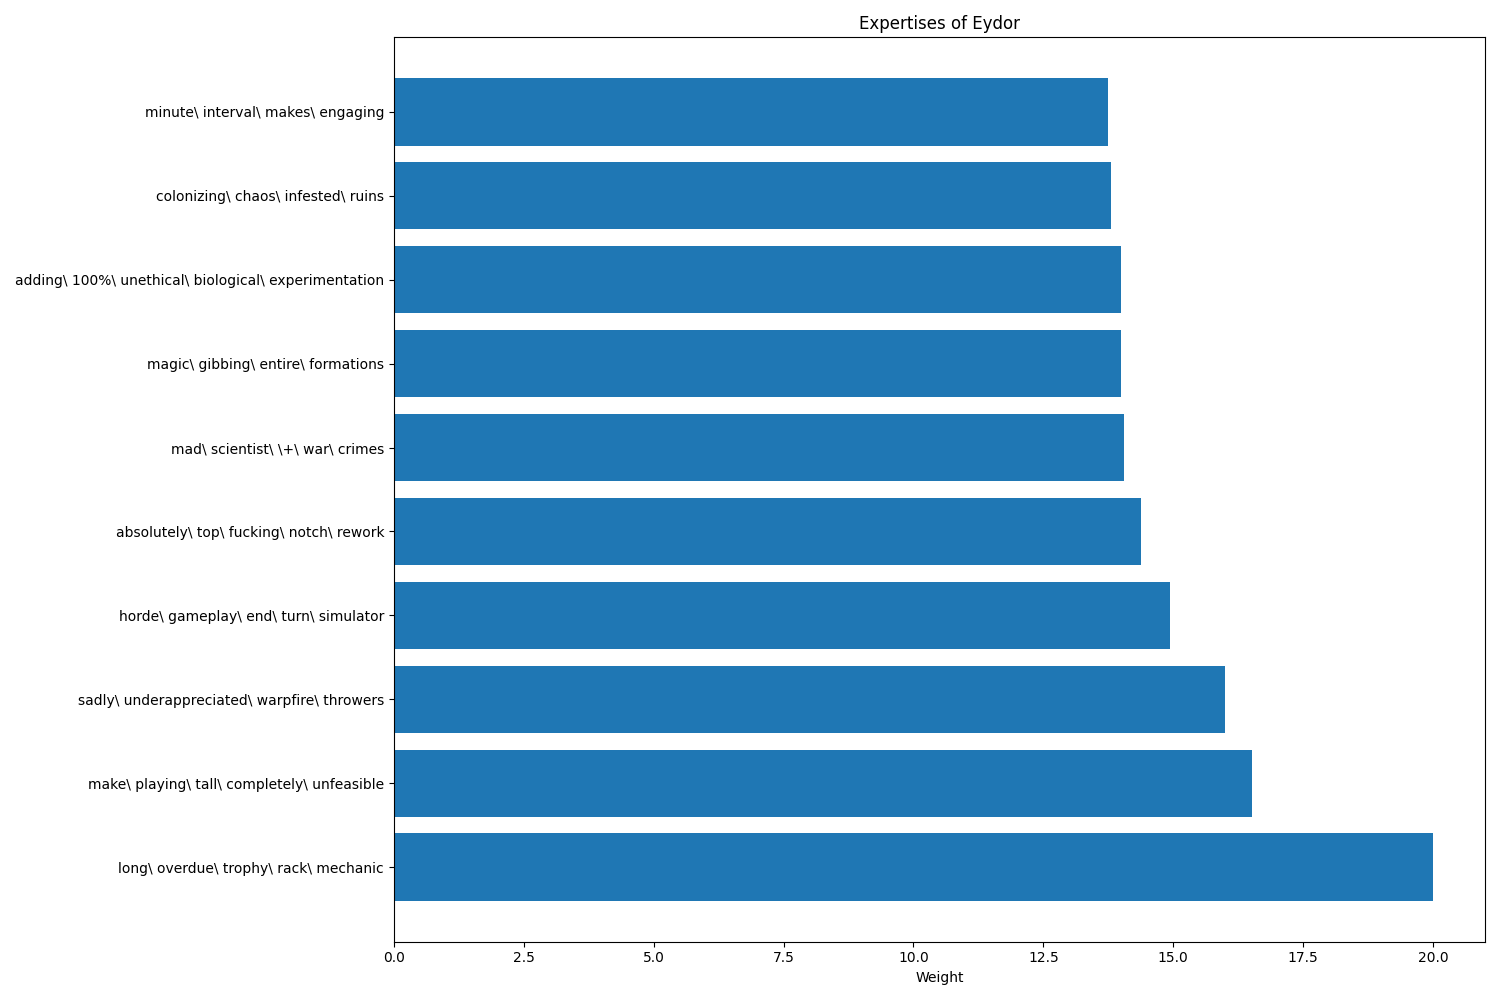 Expertises of Eydor
minute\ interval\ makes\ engaging
colonizing\ chaos\ infested\ ruins
adding\ 100%\ unethical\ biological\ experimentation
magic\ gibbing\ entire\ formations
mad\ scientist\ \+\ war\ crimes
absolutely\ top\ fucking\ notch\ rework
horde\ gameplay\ end\ turn\ simulator
sadly\ underappreciated\ warpfire\ throwers
make\ playing\ tall\ completely\ unfeasible
long\ overdue\ trophy\ rack\ mechanic
0.0 2.5 5.0 7.5 10.0 12.5 15.0 17.5 20.0
Weight